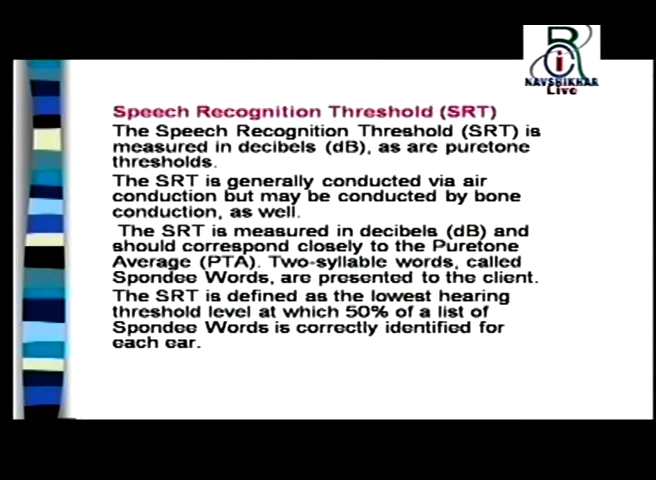 RCi
NAVSHIKHAR
Live
Speech Recognition Threshold (SRT)
The Speech Recognition Threshold (SRT) is
measured in decibels (dB), as are puretone
thresholds.
The SRT is generally conducted via air
conduction but may be conducted by bone
conduction, as well.
The SRT is measured in decibels (dB) and
should correspond closely to the Puretone
Average (PTA). Two-syllable words, called
Spondee Words, are presented to the client.
The SRT is defined as the lowest hearing
threshold level at which 50% of a list of
Spondee Words is correctly identified for
each ear.